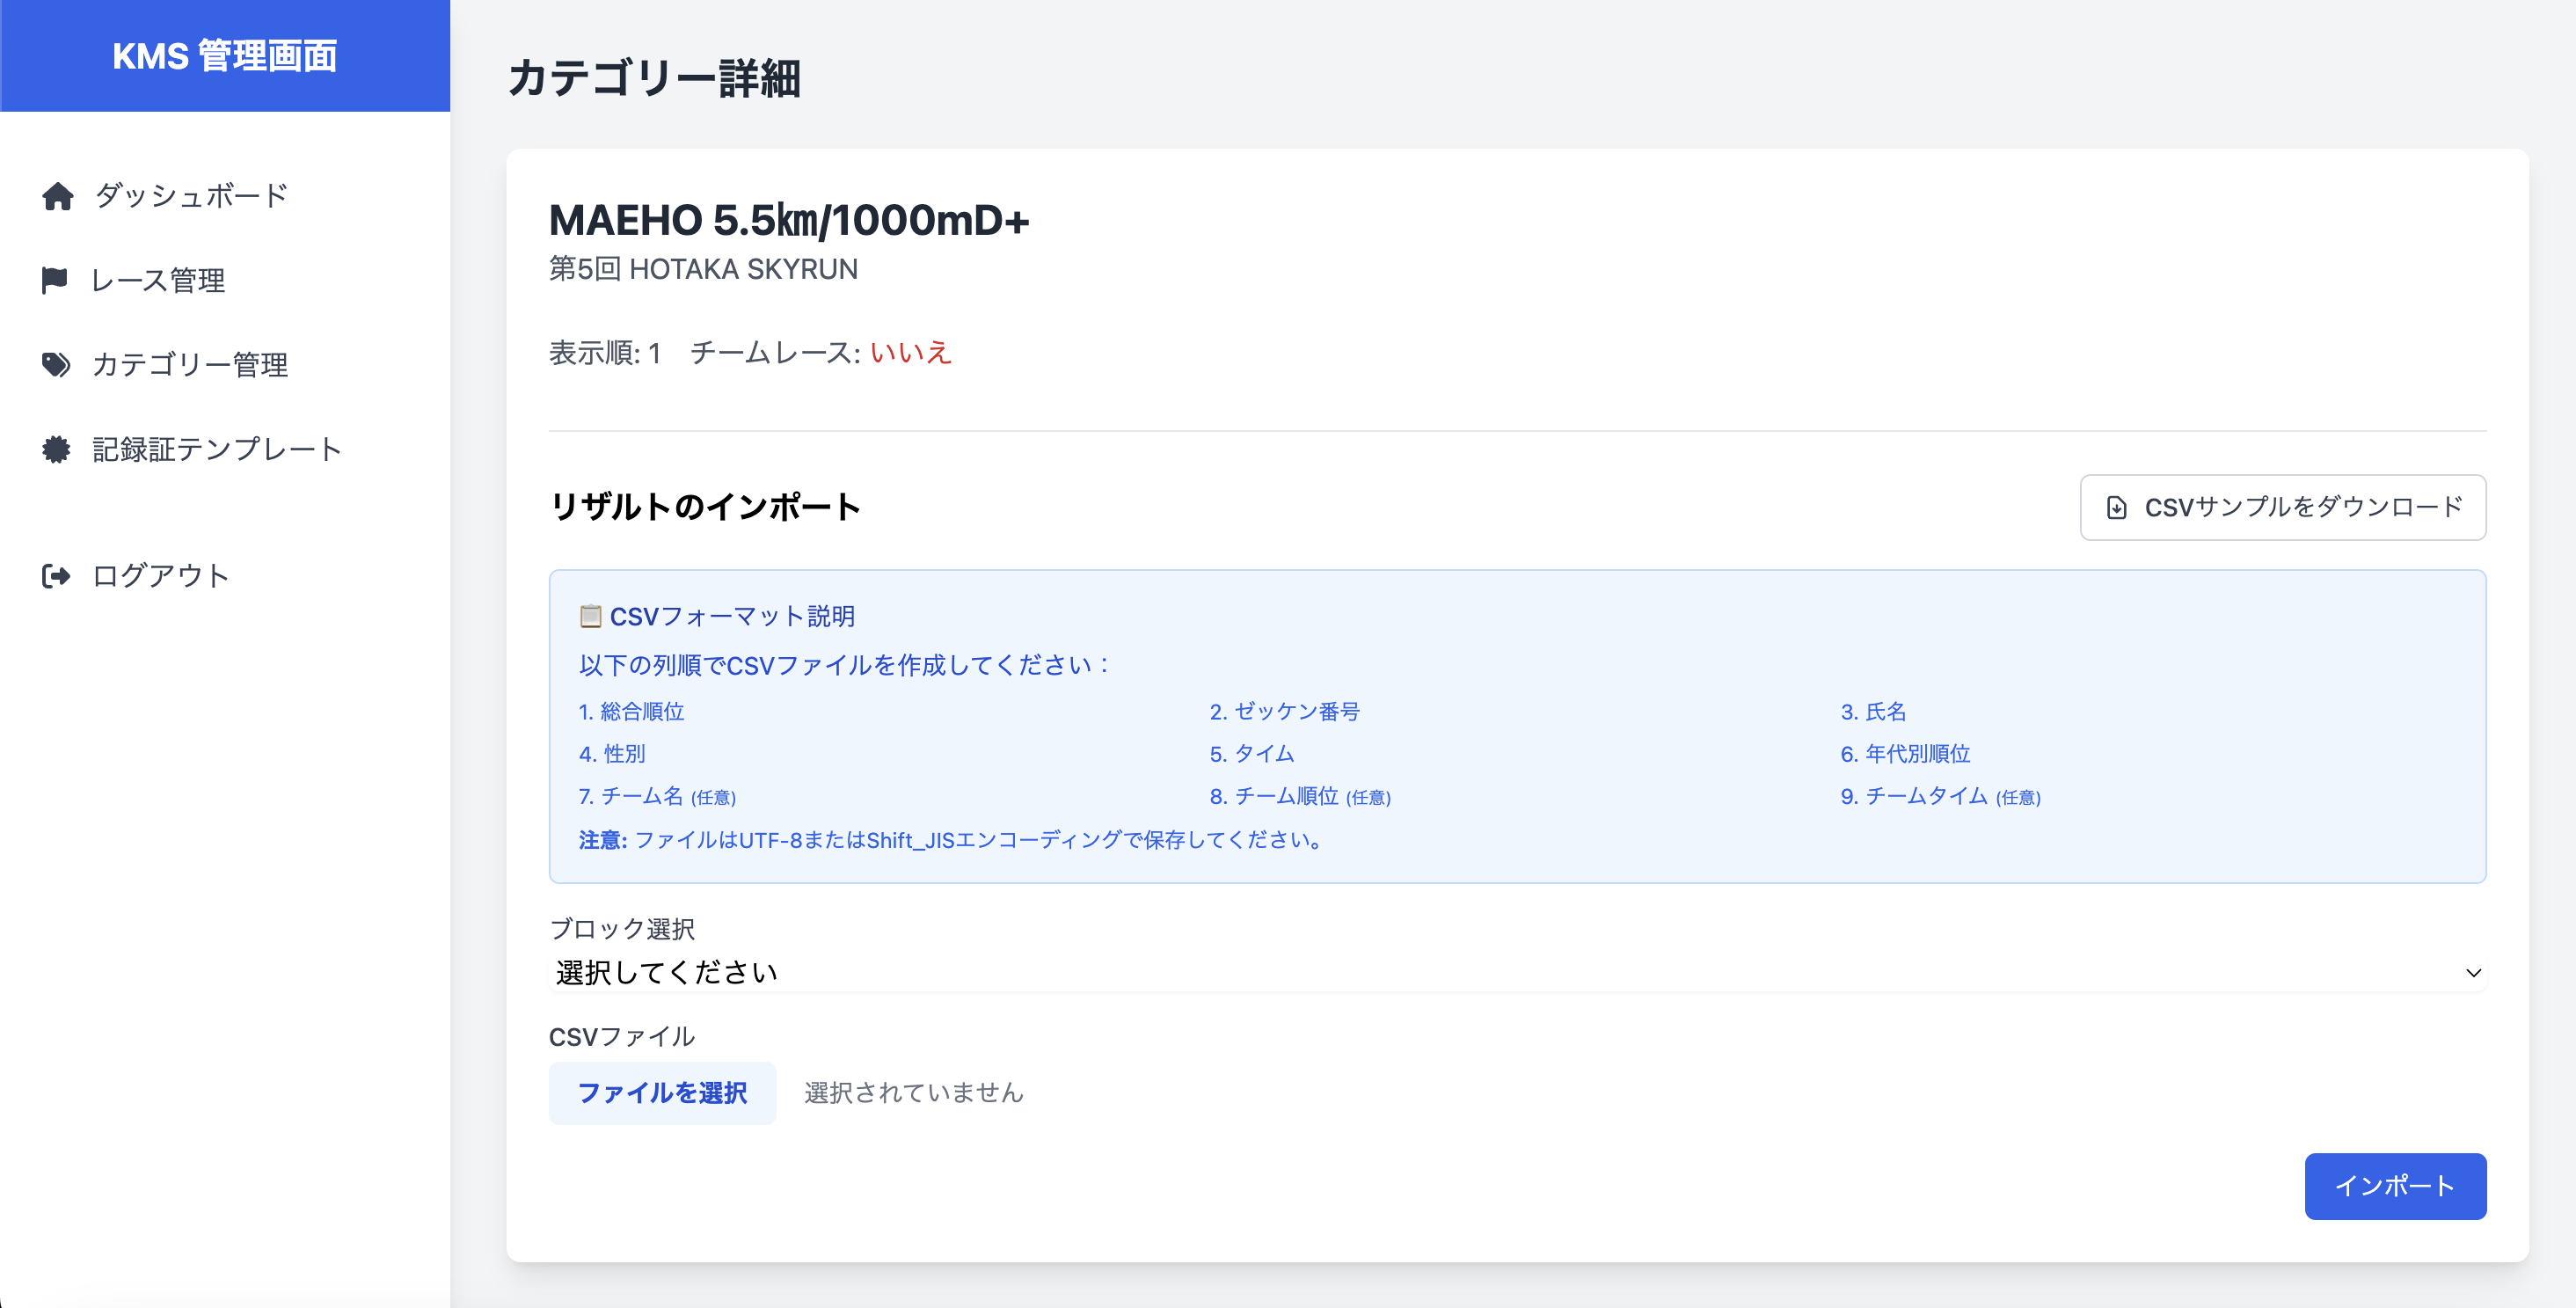 KMS 管理画面
ダッシュボード
レース管理
カテゴリー管理
記録証テンプレート
ログアウト
カテゴリー詳細
MAEHO 5.5㎞/1000mD+
第5回 HOTAKA SKYRUN
表示順: 1 チームレース: いいえ
リザルトのインポート
CSVサンプルをダウンロード
📋 CSVフォーマット説明
以下の列順でCSVファイルを作成してください：
1. 総合順位 2. ゼッケン番号 3. 氏名
4. 性別 5. タイム 6. 年代別順位
7. チーム名 (任意) 8. チーム順位 (任意) 9. チームタイム (任意)
注意: ファイルはUTF-8またはShift_JISエンコーディングで保存してください。
ブロック選択
選択してください
CSVファイル
ファイルを選択 選択されていません
インポート